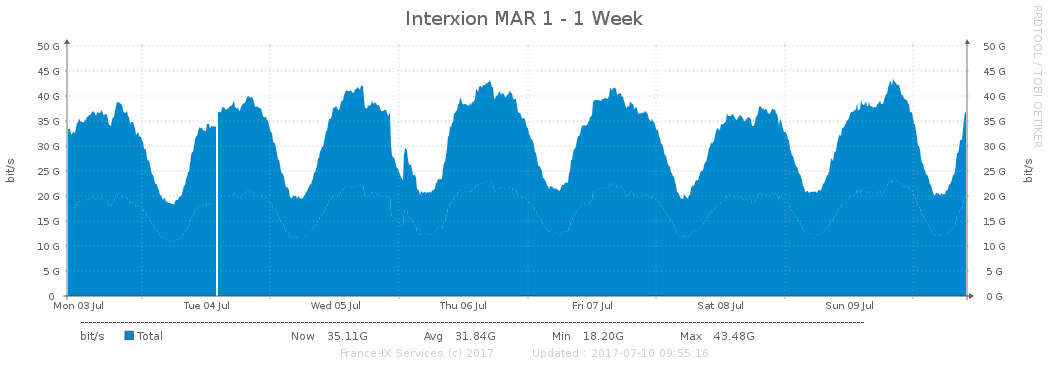 Interxion MAR 1 - 1 Week
RRDTOOL / TOBI OETIKER
bit/s
50 G 50 G
45 G 45 G
40 G 40 G
35 G 35 G
30 G 30 G
25 G 25 G
20 G 20 G
15 G 15 G
10 G 10 G
5 G 5 G
0 0 G
bit/s
Mon 03 Jul Tue 04 Jul Wed 05 Jul Thu 06 Jul Fri 07 Jul Sat 08 Jul Sun 09 Jul
bit/s Total Now 35.11G Avg 31.84G Min 18.20G Max 43.48G
France-IX Services (c) 2017 Updated : 2017-07-10 09:55:16